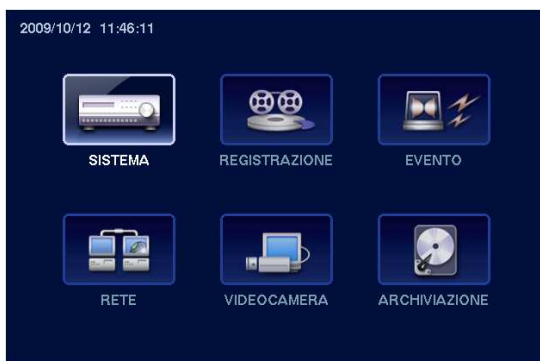 2009/10/12 11:46:11
SISTEMA
REGISTRAZIONE
EVENTO
RETE
VIDEOCAMERA
ARCHIVIAZIONE